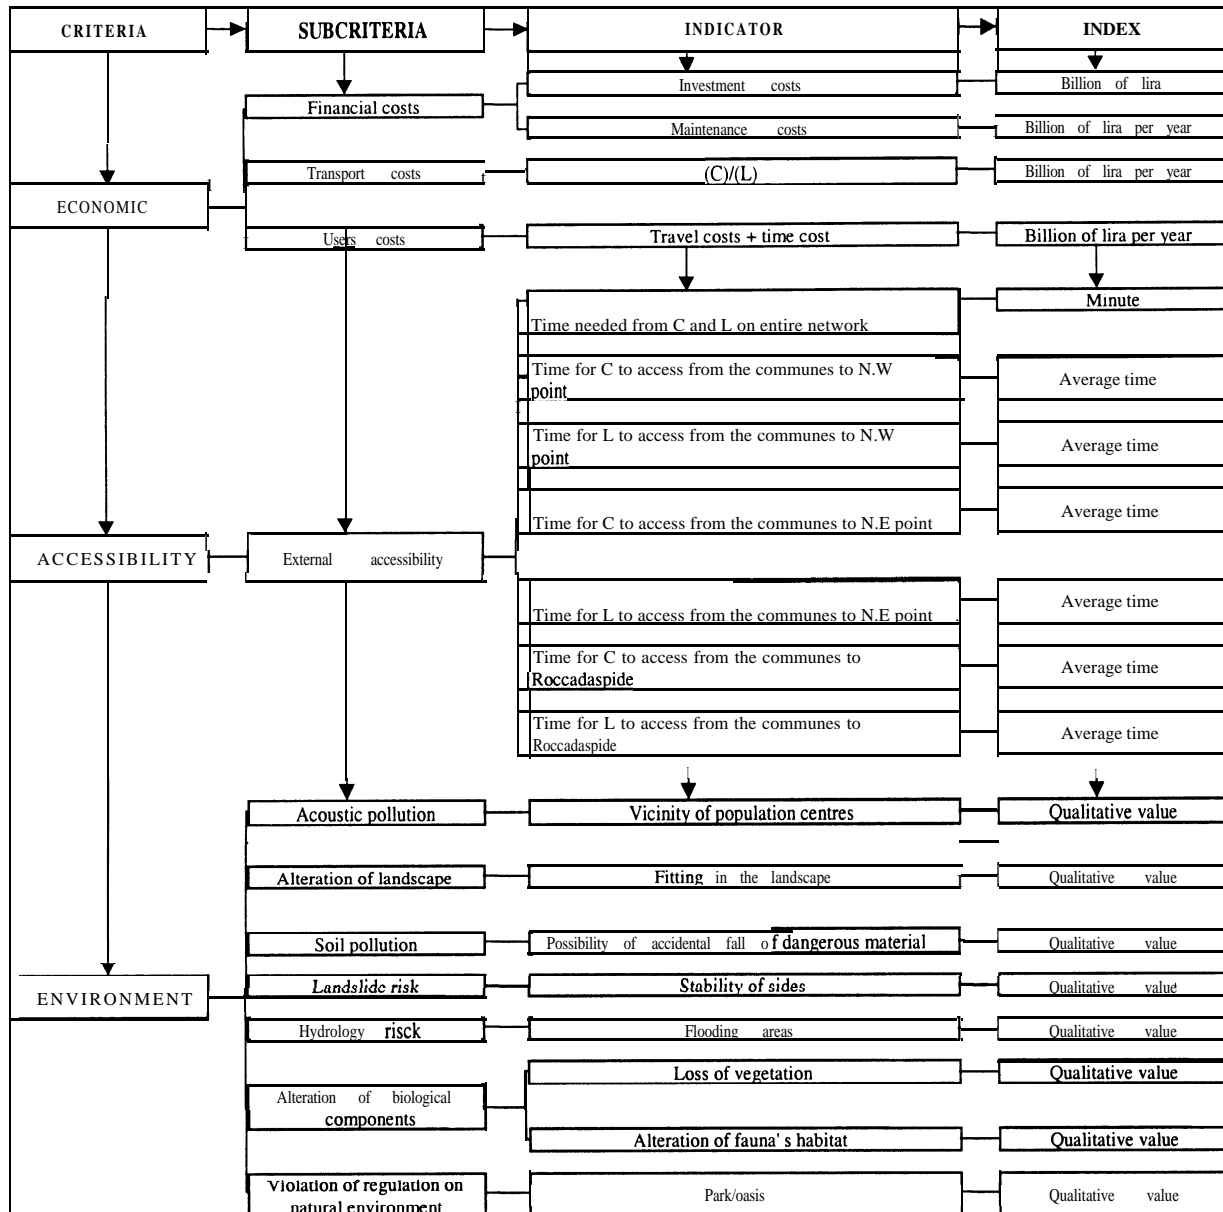 CRITERIA SUBCRITERIA INDICATOR INDEX
Investment costs Billion of lira
Financial costs
Maintenance costs Billion of lira per year
Transport costs (C)/(L) Billion of lira per year
ECONOMIC
Users costs Travel costs + time cost Billion of lira per year
Minute
Time needed from C and L on entire network
Time for C to access from the communes to N.W
point
Average time
Time for L to access from the communes to N.W
point
Average time
Time for C to access from the communes to N.E point
Average time
ACCESSIBILITY External accessibility
Time for L to access from the communes to N.E point
Average time
Time for C to access from the communes to
Roccadaspide
Average time
Time for L to access from the communes to
Roccadaspide
Average time
Acoustic pollution Vicinity of population centres Qualitative value
Alteration of landscape Fitting in the landscape Qualitative value
Soil pollution Possibility of accidental fall of dangerous material Qualitative value
ENVIRONMENT
Landslide risk Stability of sides Qualitative value
Hydrology risck Flooding areas Qualitative value
Loss of vegetation Qualitative value
Alteration of biological
components
Alteration of fauna's habitat Qualitative value
Violation of regulation on
natural environment
Park/oasis Qualitative value